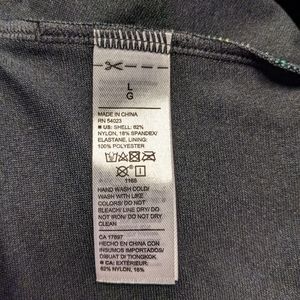 L
G
MADE IN CHINA
RN 54023
■ US: SHELL: 82%
NYLON, 18% SPANDEX/
ELASTANE, LINING:
100% POLYESTER
1168
HAND WASH COLD/
WASH WITH LIKE
COLORS/ DO NOT
BLEACH/ LINE DRY/ DO
NOT IRON/ DO NOT DRY
CLEAN
CA 17897
HECHO EN CHINA CON
INSUMOS IMPORTADOS/
DIBUAT DI TIONGKOK
■ CA: EXTÉRIEUR:
82% NYLON, 18%